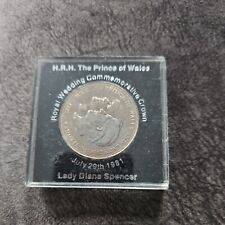 H.R.H. The Prince of Wales
Royal Wedding Commemorative Crown
July 29th 1981
Lady Diana Spencer